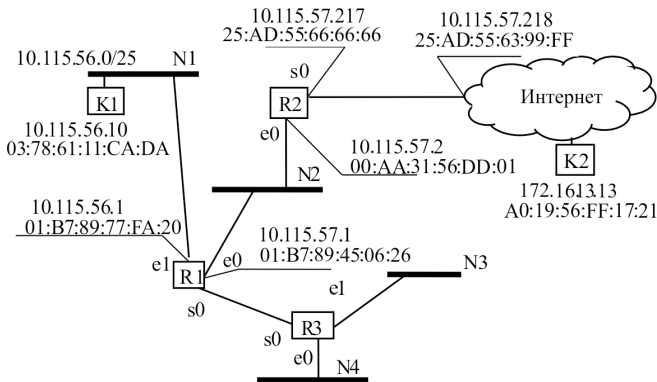 10.115.57.217
25:AD:55:66:66:66
10.115.57.218
25:AD:55:63:99:FF
10.115.56.0/25
N1
s0
K1
R2
Интернет
10.115.56.10
03:78:61:11:CA:DA
e0
10.115.57.2
00:AA:31:56:DD:01
K2
N2
172.16.13.13
A0:19:56:FF:17:21
10.115.56.1
01:B7:89:77:FA:20
10.115.57.1
01:B7:89:45:06:26
e1
R1
e0
N3
e1
s0
R3
s0
e0
N4